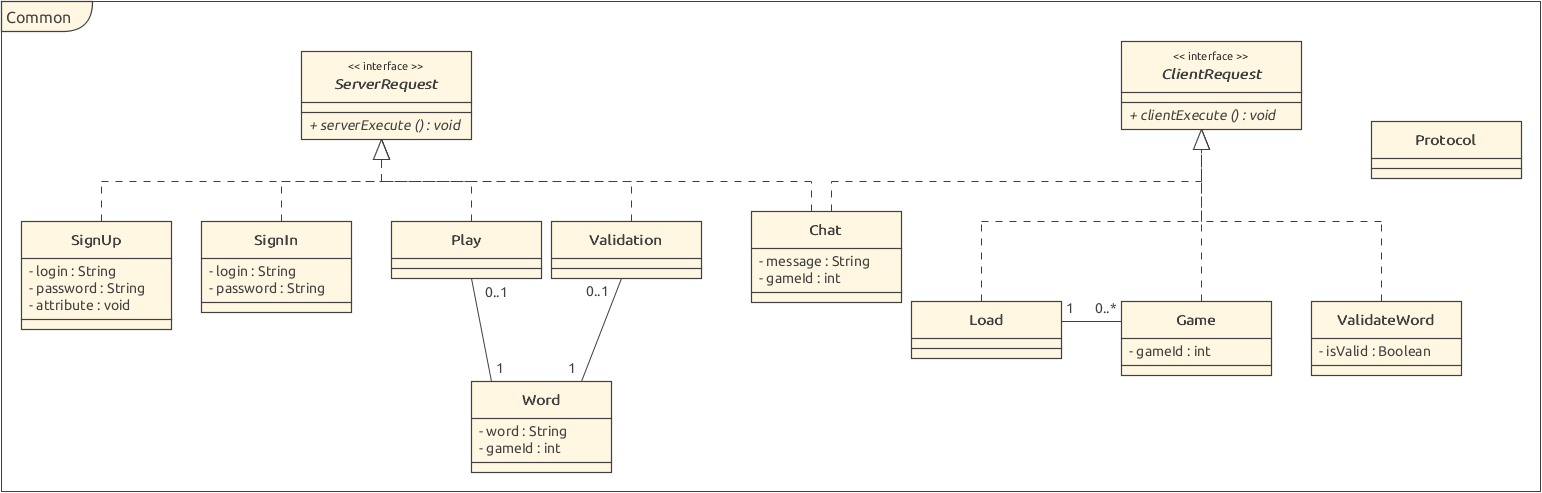 Common
<< interface >>
ServerRequest
+ serverExecute () : void
<< interface >>
ClientRequest
+ clientExecute () : void
Protocol
SignUp
- login : String
- password : String
- attribute : void
SignIn
- login : String
- password : String
Play
Validation
Chat
- message : String
- gameId : int
0..1
0..1
1
1
Word
- word : String
- gameId : int
Load
1
0..*
Game
- gameId : int
ValidateWord
- isValid : Boolean